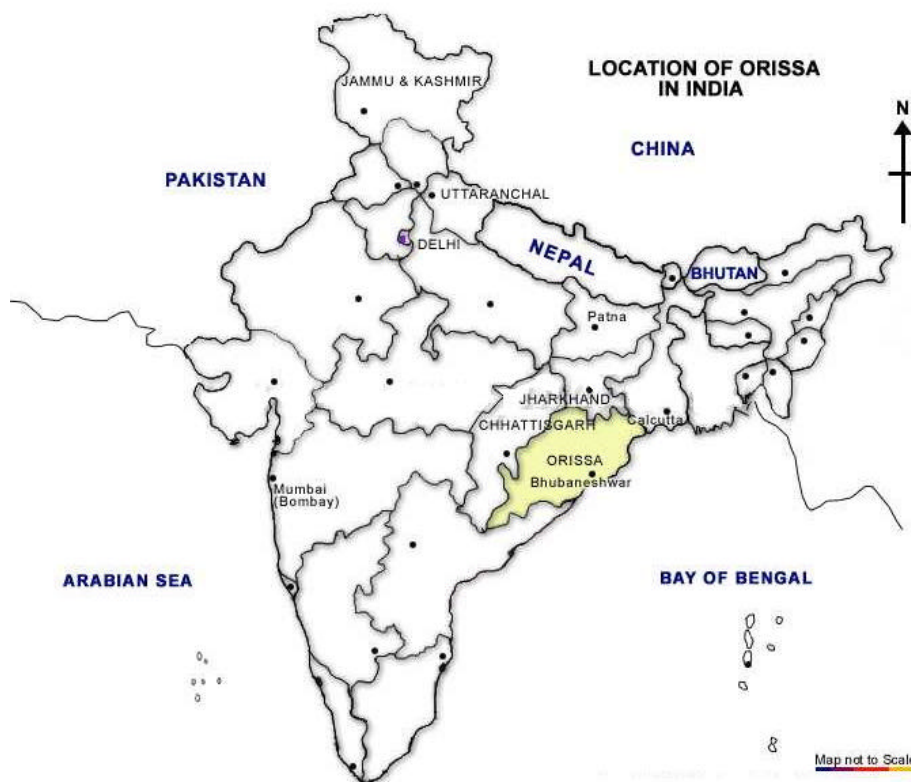 LOCATION OF ORISSA
IN INDIA
N
JAMMU & KASHMIR
CHINA
PAKISTAN
UTTARANCHAL
DELHI
NEPAL
BHUTAN
Patna
JHARKHAND
CHHATTISGARH
Calcutta
ORISSA
Bhubaneshwar
Mumbai
(Bombay)
ARABIAN SEA
BAY OF BENGAL
Map not to Scale